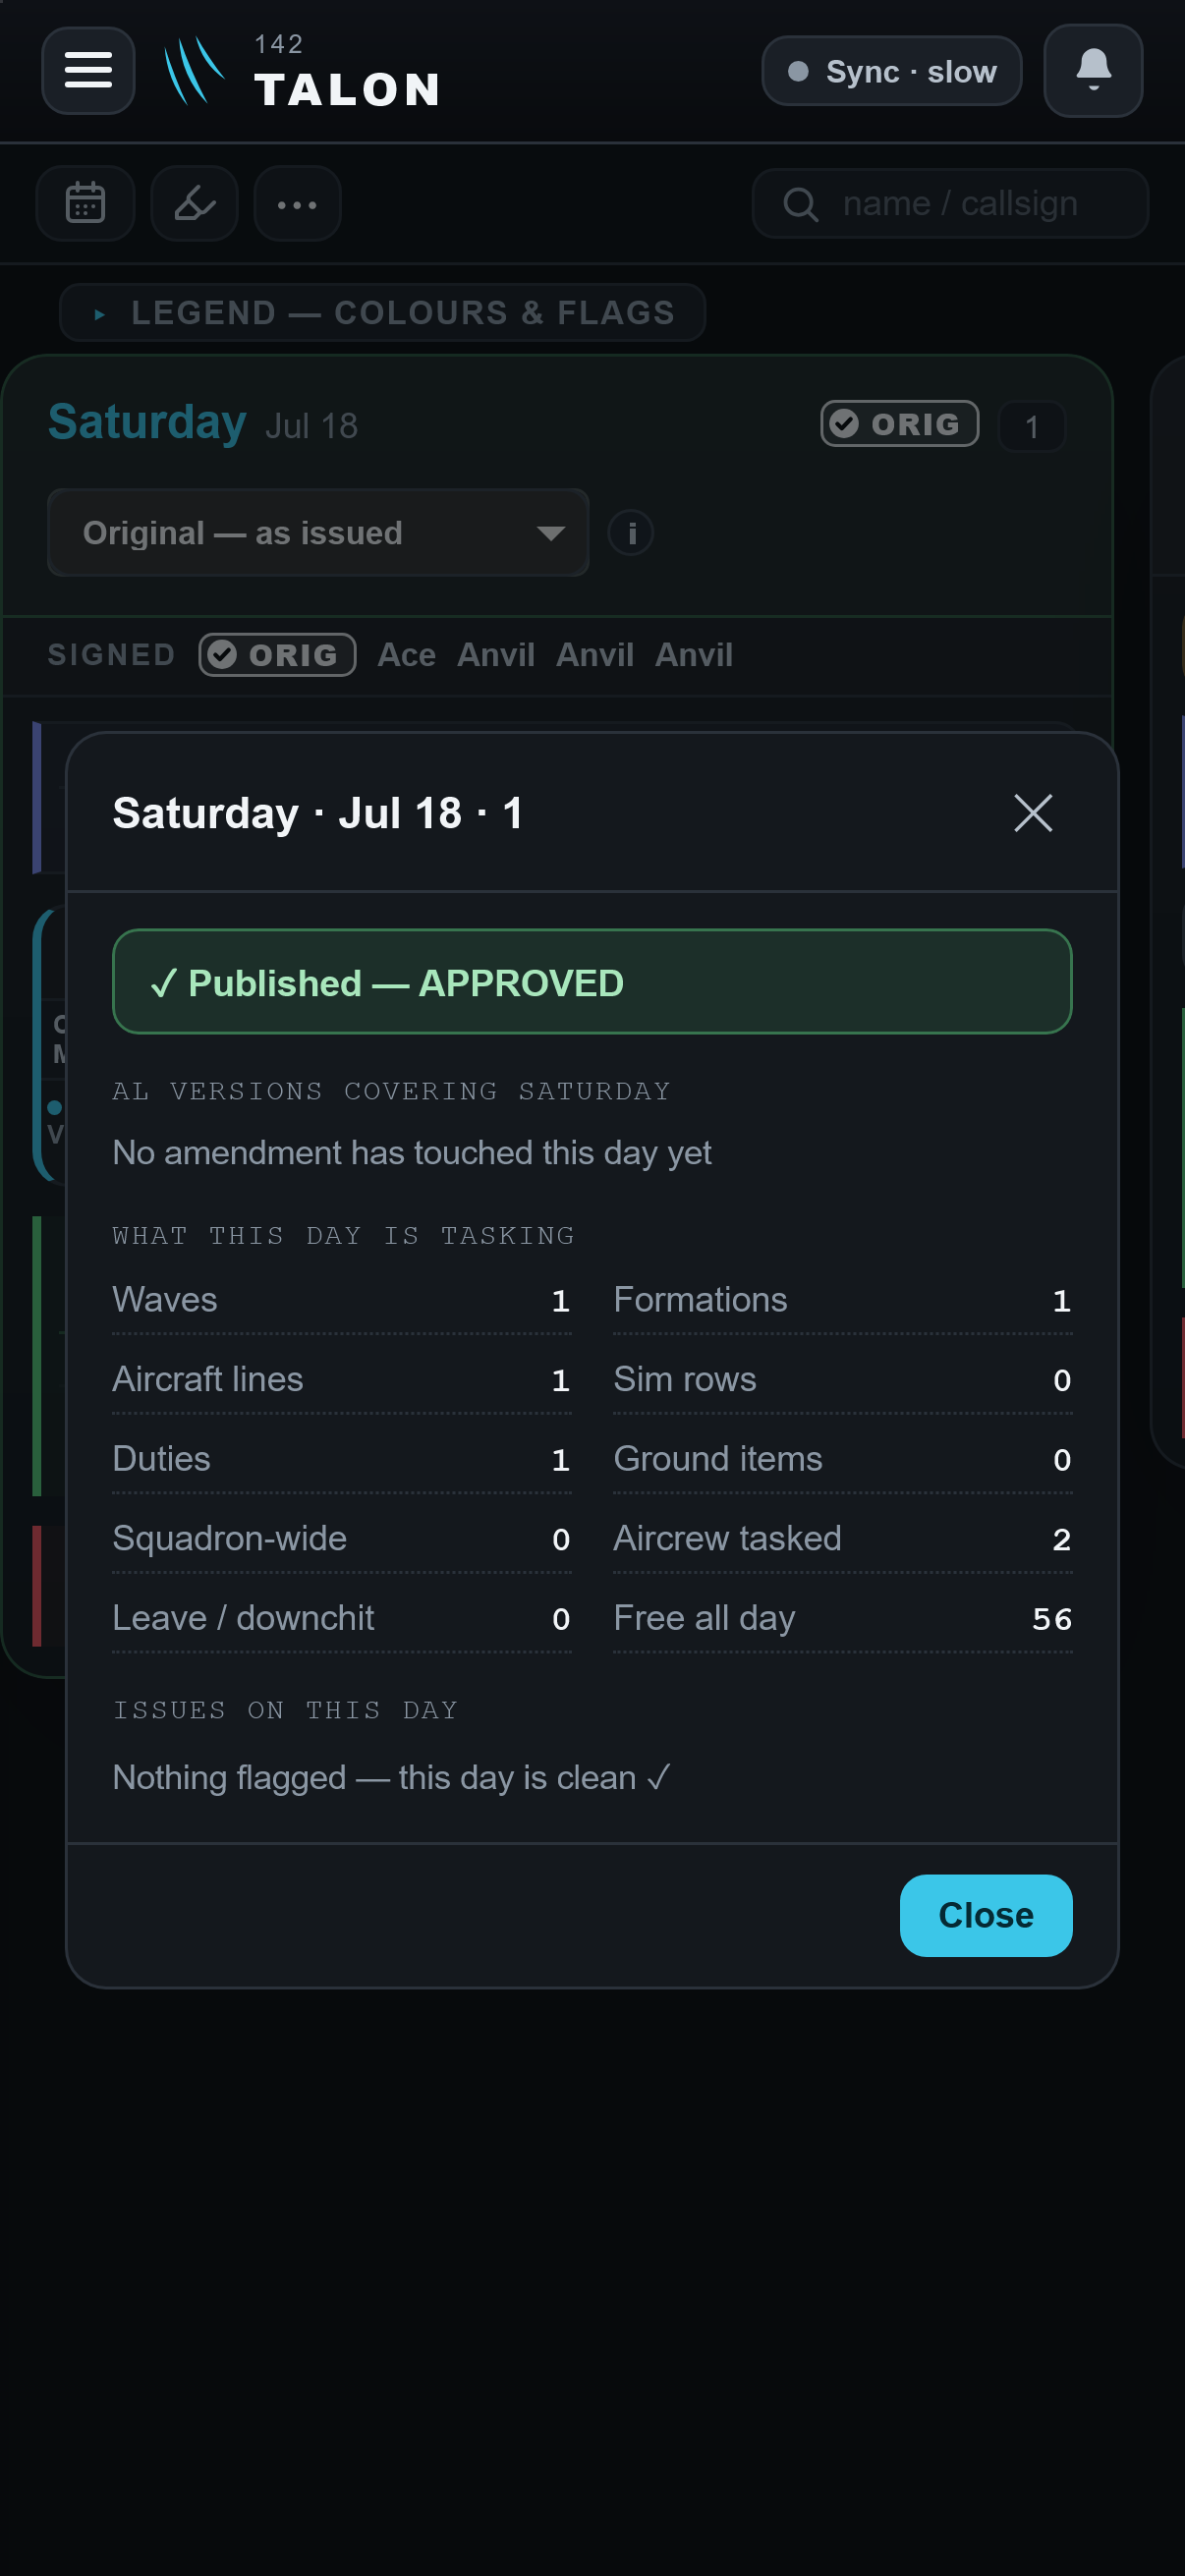 142
TALON
Sync · slow
name / callsign
LEGEND — COLOURS & FLAGS
Saturday Jul 18
ORIG 1
Original — as issued
i
SIGNED ORIG Ace Anvil Anvil Anvil
Saturday · Jul 18 · 1
✓ Published — APPROVED
AL VERSIONS COVERING SATURDAY
No amendment has touched this day yet
WHAT THIS DAY IS TASKING
Waves 1 Formations 1
Aircraft lines 1 Sim rows 0
Duties 1 Ground items 0
Squadron-wide 0 Aircrew tasked 2
Leave / downchit 0 Free all day 56
ISSUES ON THIS DAY
Nothing flagged — this day is clean ✓
Close